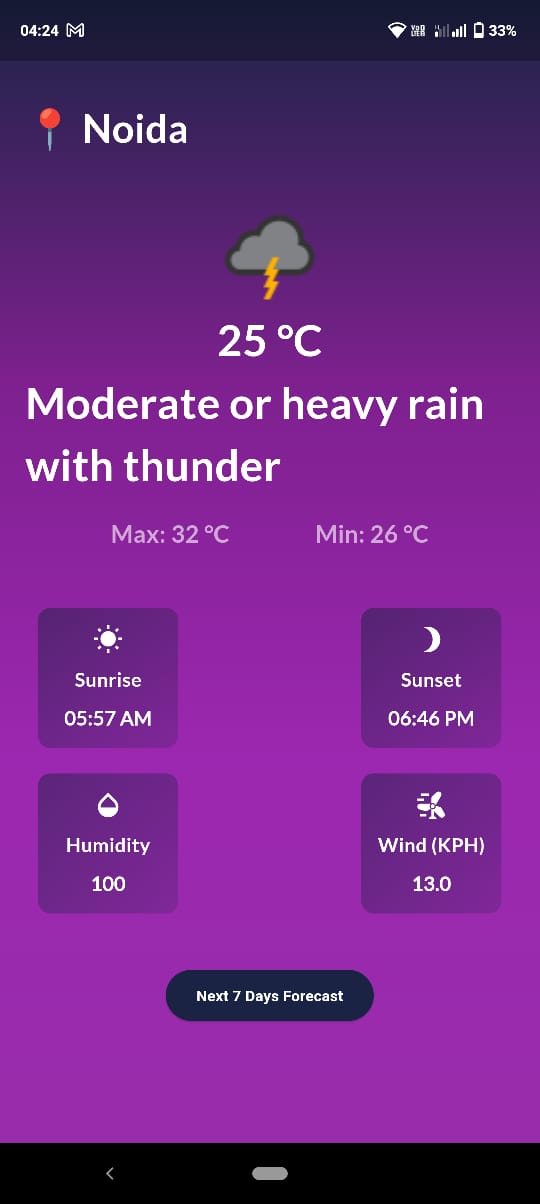 04:24
VoD LTE 33%
Noida
25 °C
Moderate or heavy rain
with thunder
Max: 32 °C Min: 26 °C
Sunrise Sunset
05:57 AM 06:46 PM
Humidity Wind (KPH)
100 13.0
Next 7 Days Forecast